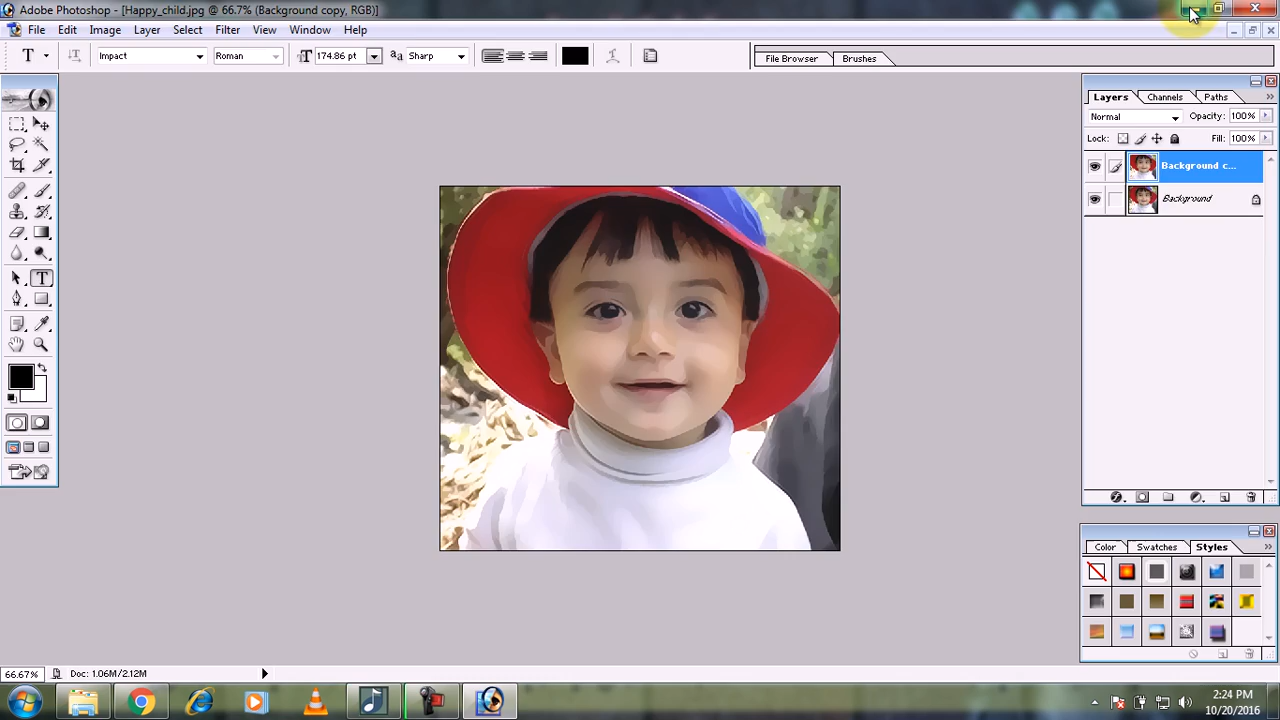 Adobe Photoshop - [Happy_child.jpg @ 66.7% (Background copy, RGB)]
File Edit Image Layer Select Filter View Window Help
T T Impact Roman T 174.86 pt aa Sharp File Browser Brushes
Layers Channels Paths
Normal Opacity: 100%
Lock: Fill: 100%
Background c...
Background
T
Color Swatches Styles
66.67% Doc: 1.06M/2.12M
2:24 PM
10/20/2016